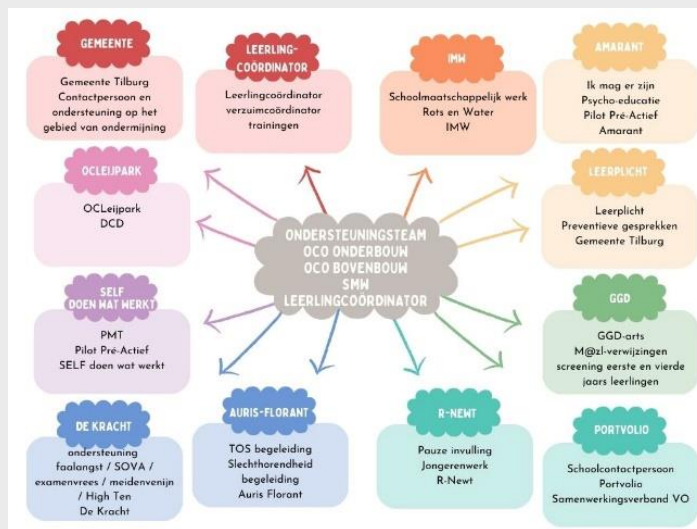 GEMEENTE
Gemeente Tilburg
Contactpersoon en
ondersteuning op het
gebied van ondermijning
LEERLING-
COÖRDINATOR
Leerlingcoördinator
verzuimcoördinator
trainingen
IMW
Schoolmaatschappelijk werk
Rots en Water
IMW
AMARANT
Ik mag er zijn
Psycho-educatie
Pilot Pré-Actief
Amarant
OCLEIJPARK
OCLeijpark
DCD
ONDERSTEUNINGSTEAM
OCO ONDERBOUW
OCO BOVENBOUW
SMW
LEERLINGCOÖRDINATOR
LEERPLICHT
Leerplicht
Preventieve gesprekken
Gemeente Tilburg
SELF
DOEN WAT WERKT
PMT
Pilot Pré-Actief
SELF doen wat werkt
GGD
GGD-arts
M@zl-verwijzingen
screening eerste en vierde
jaars leerlingen
DE KRACHT
ondersteuning
faalangst / SOVA /
examenvrees / meidenvenijn
/ High Ten
De Kracht
AURIS-FLORANT
TOS begeleiding
Slechthorendheid
begeleiding
Auris Florant
R-NEWT
Pauze invulling
Jongerenwerk
R-Newt
PORTVOLIO
Schoolcontactpersoon
Portvolio
Samenwerkingsverband VO